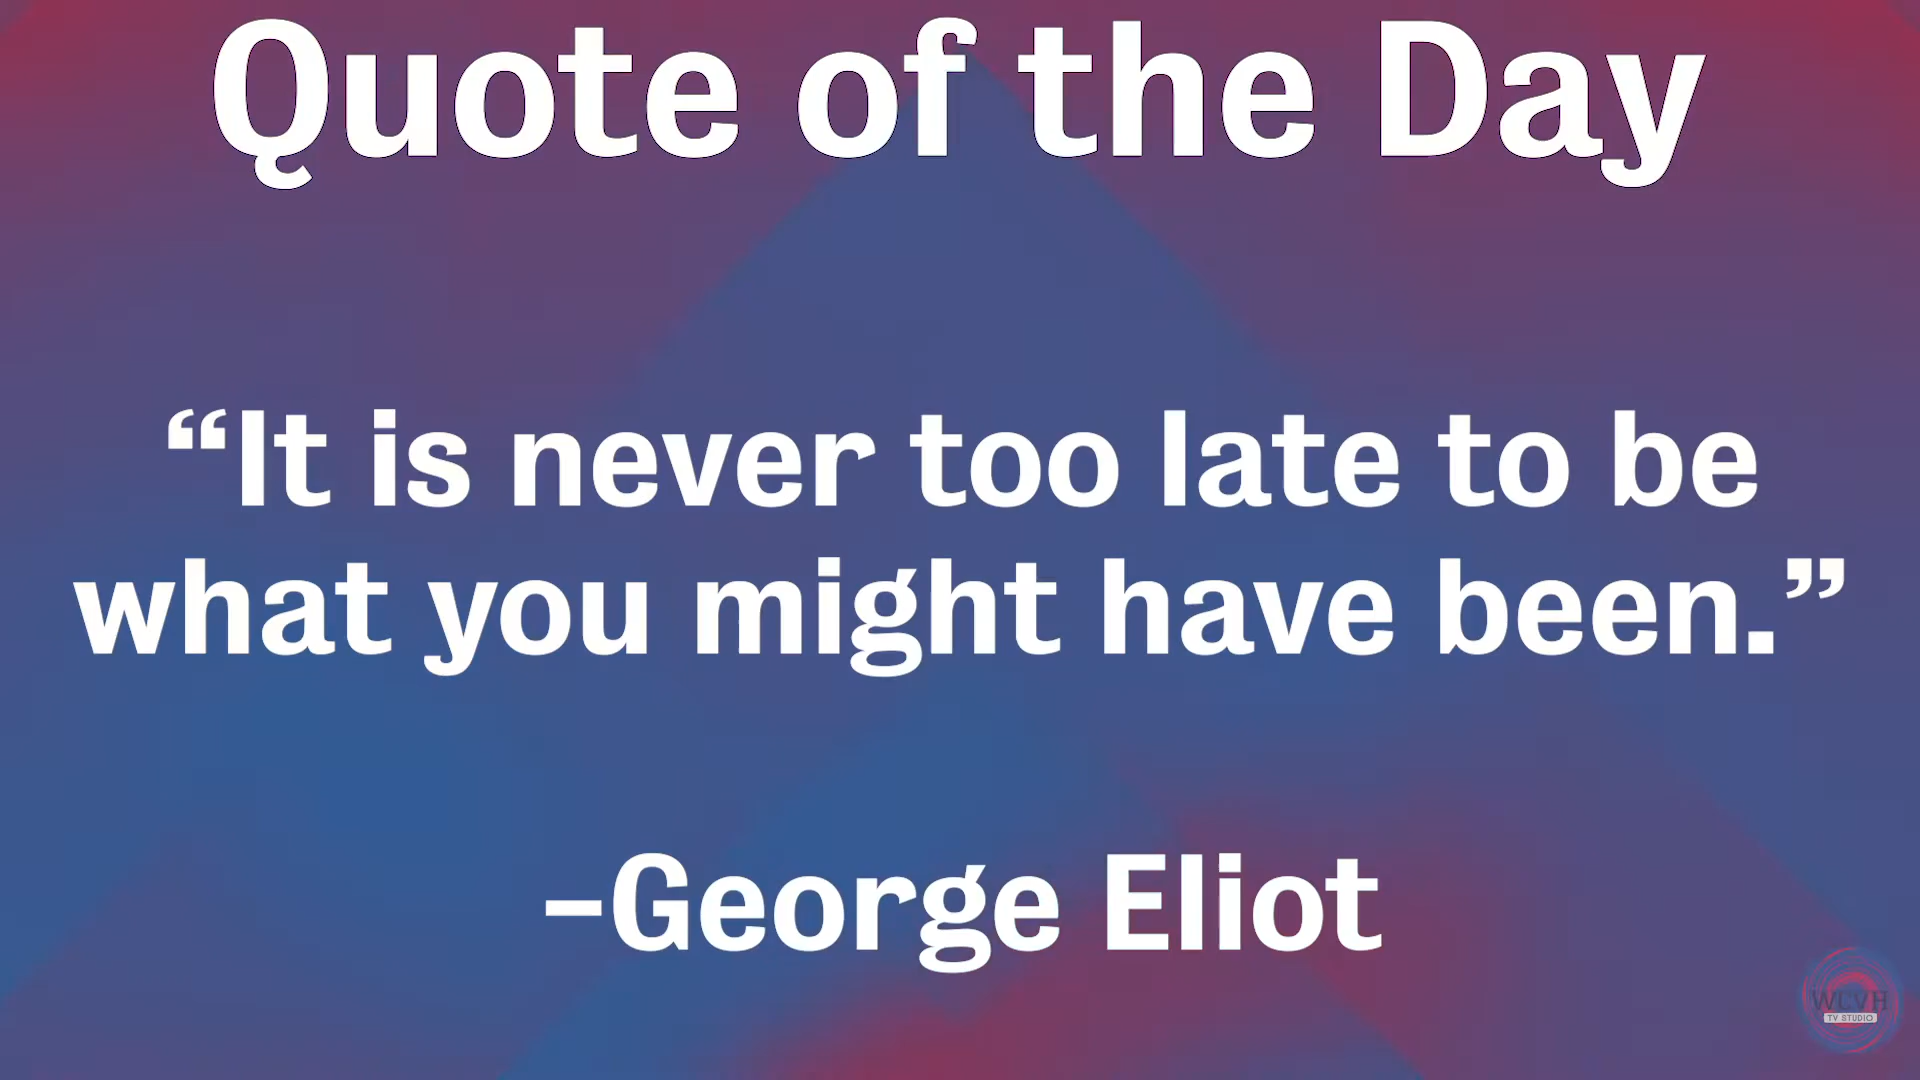 Quote of the Day
“It is never too late to be
what you might have been.”
–George Eliot
WCVH
TV STUDIO